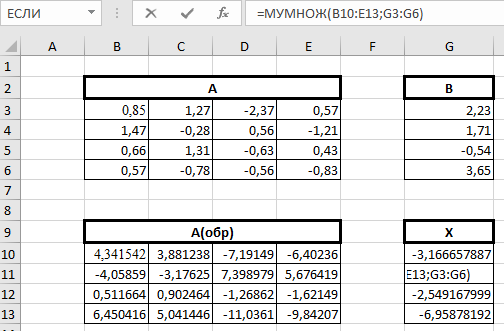 ЕСЛИ =МУМНОЖ(B10:E13;G3:G6)
A B C D E F G
1
2 A B
3 0,85 1,27 -2,37 0,57 2,23
4 1,47 -0,28 0,56 -1,21 1,71
5 0,66 1,31 -0,63 0,43 -0,54
6 0,57 -0,78 -0,56 -0,83 3,65
7
8
9 А(обр) X
10 4,341542 3,881238 -7,19149 -6,40236 -3,166657887
11 -4,05859 -3,17625 7,398979 5,676419 E13;G3:G6)
12 0,511664 0,902464 -1,26862 -1,62149 -2,549167999
13 6,450416 5,041446 -11,0361 -9,84207 -6,95878192